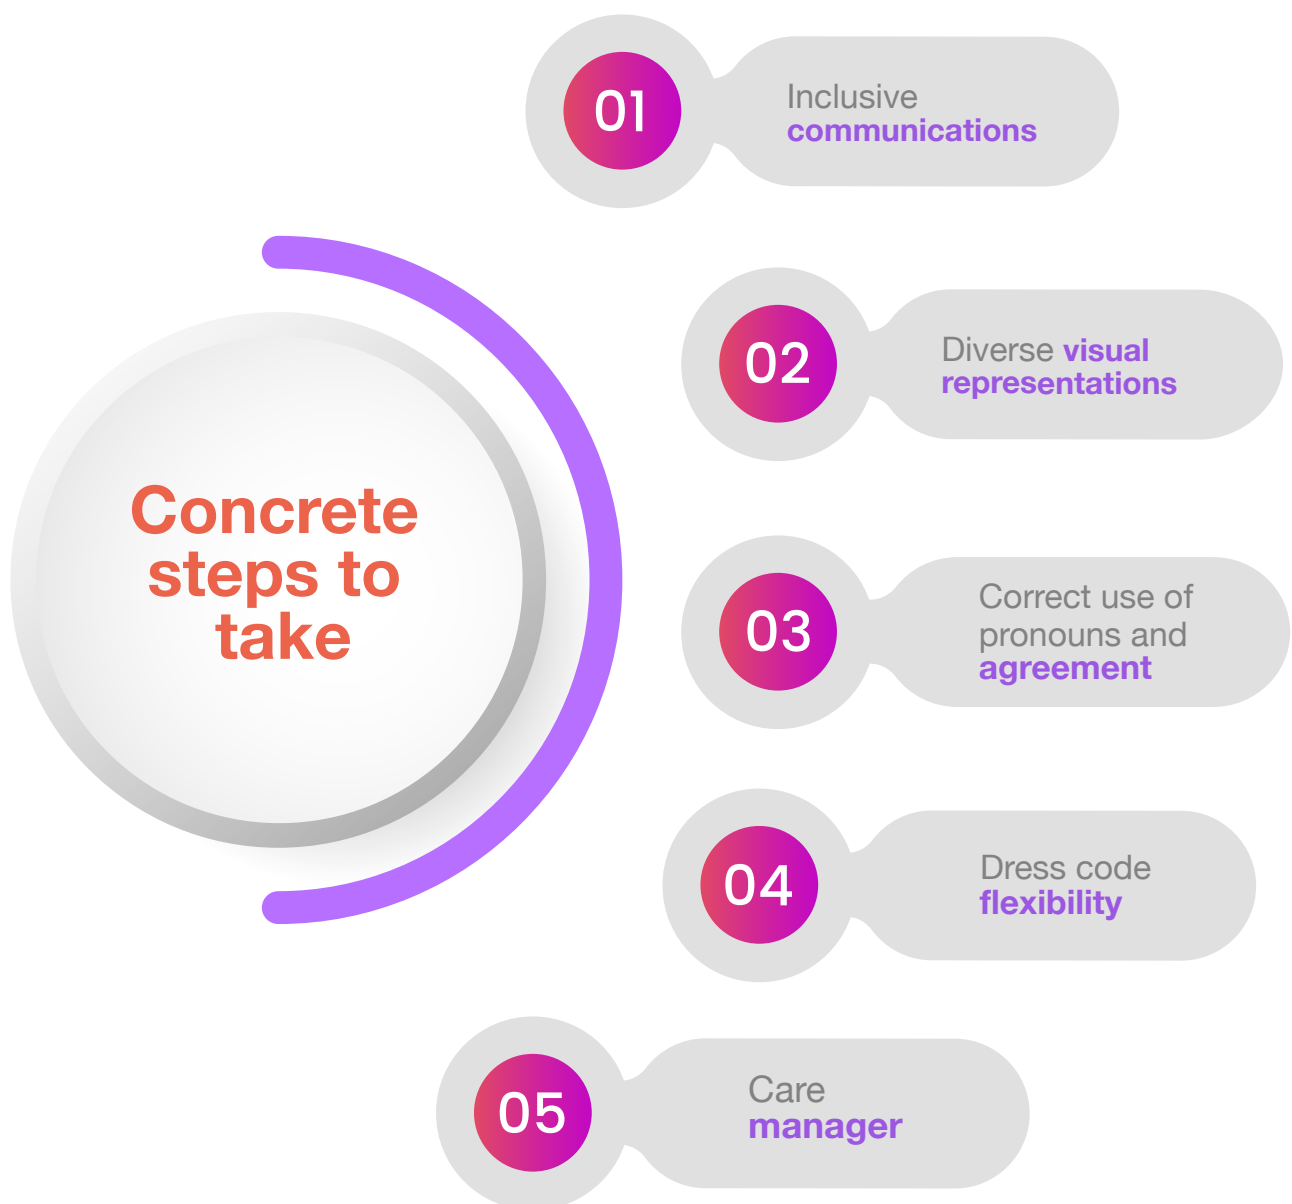 01
Inclusive
communications
02
Diverse visual
representations
Concrete
steps to
take
03
Correct use of
pronouns and
agreement
04
Dress code
flexibility
05
Care
manager